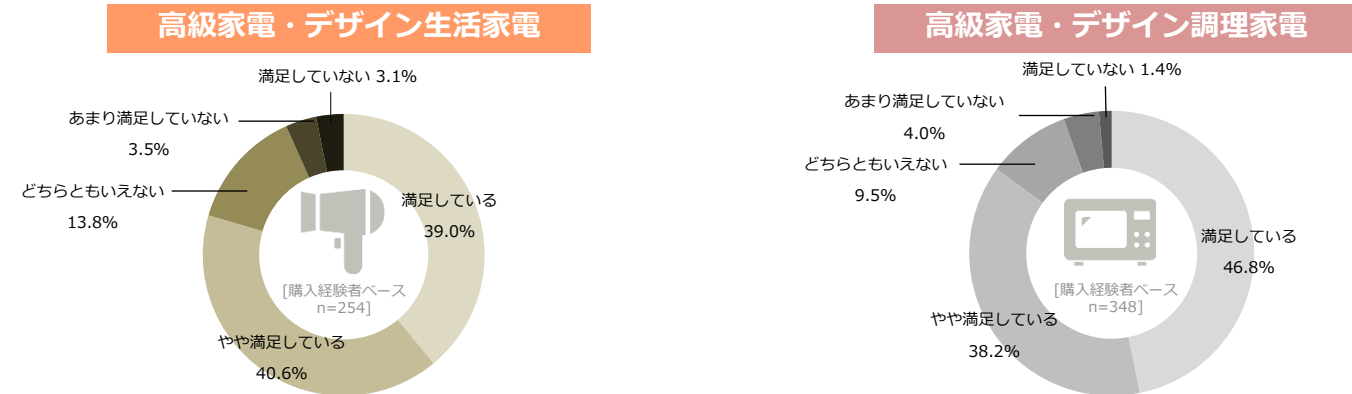 高級家電・デザイン生活家電
満足していない 3.1%
あまり満足していない
3.5%
どちらともいえない
13.8%
満足している
39.0%
[購入経験者ベース
n=254]
やや満足している
40.6%
高級家電・デザイン調理家電
満足していない 1.4%
あまり満足していない
4.0%
どちらともいえない
9.5%
満足している
46.8%
[購入経験者ベース
n=348]
やや満足している
38.2%